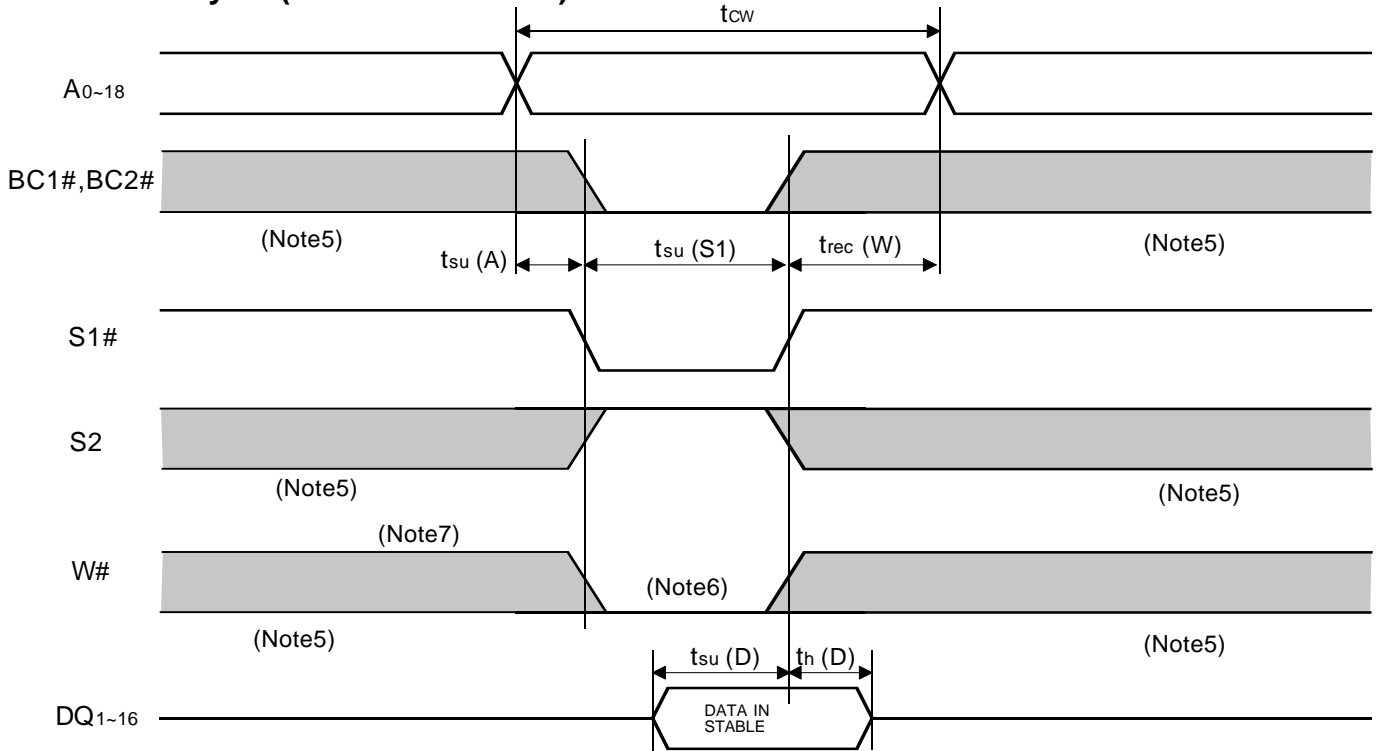 tCW
A0~18
BC1#,BC2#
(Note5)
(Note5)
tsu (A)
tsu (S1)
trec (W)
S1#
S2
(Note5)
(Note5)
(Note7)
W#
(Note6)
(Note5)
(Note5)
tsu (D)
th (D)
DQ1~16
DATA IN
STABLE